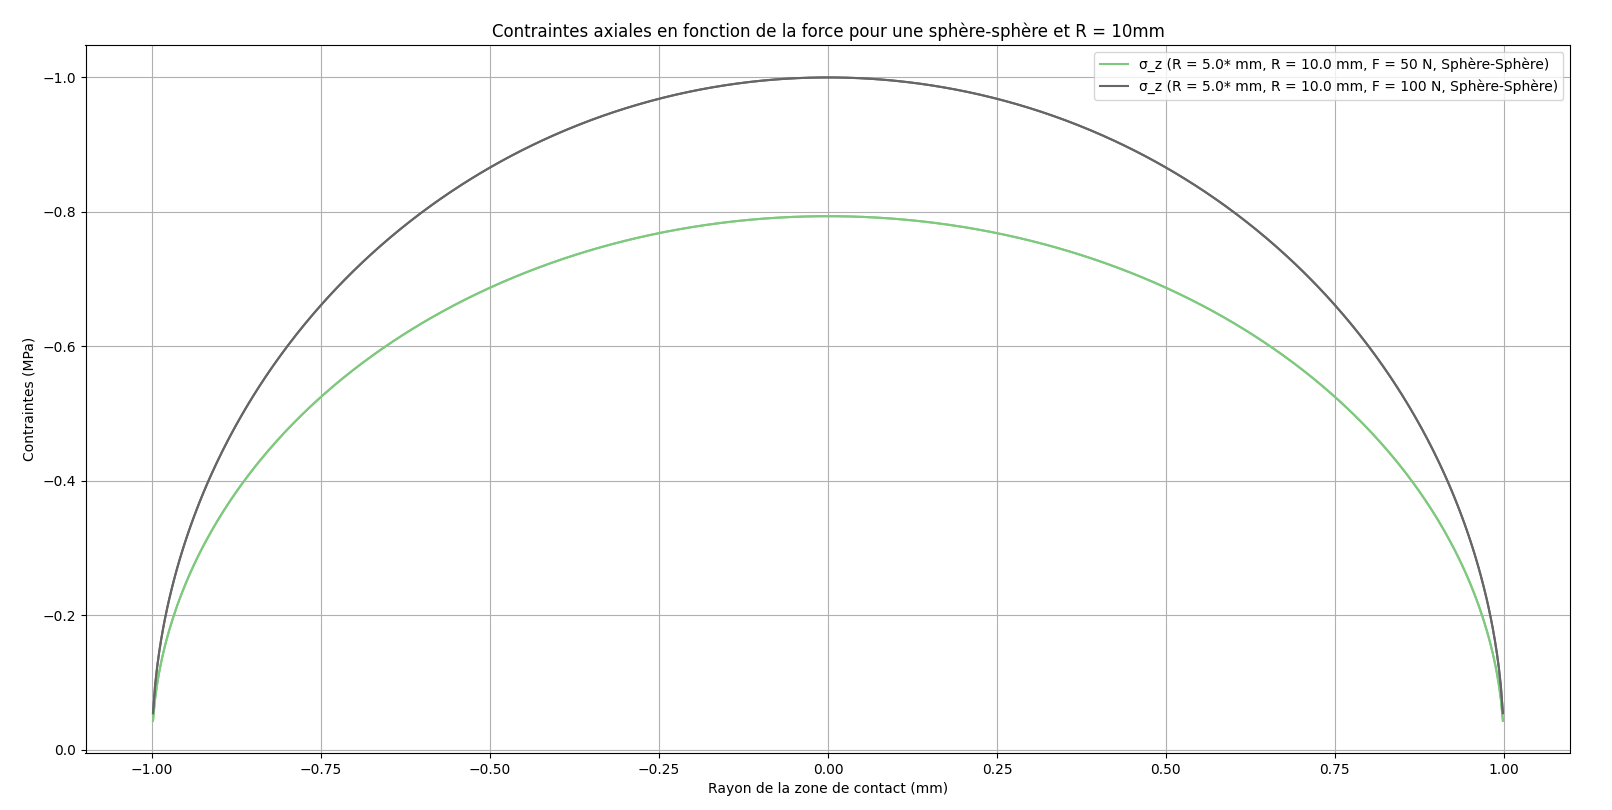 Contraintes axiales en fonction de la force pour une sphère-sphère et R = 10mm
σ_z (R = 5.0* mm, R = 10.0 mm, F = 50 N, Sphère-Sphère)
σ_z (R = 5.0* mm, R = 10.0 mm, F = 100 N, Sphère-Sphère)
Contraintes (MPa)
−1.0
−0.8
−0.6
−0.4
−0.2
0.0
−1.00 −0.75 −0.50 −0.25 0.00 0.25 0.50 0.75 1.00
Rayon de la zone de contact (mm)